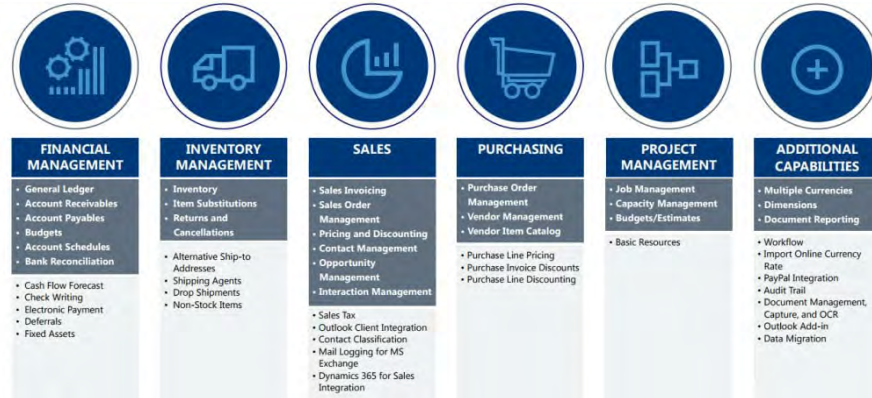 FINANCIAL
MANAGEMENT
• General Ledger
• Account Receivables
• Account Payables
• Budgets
• Account Schedules
• Bank Reconciliation
• Cash Flow Forecast
• Check Writing
• Electronic Payment
• Deferrals
• Fixed Assets
INVENTORY
MANAGEMENT
• Inventory
• Item Substitutions
• Returns and
Cancellations
• Alternative Ship-to
Addresses
• Shipping Agents
• Drop Shipments
• Non-Stock Items
SALES
• Sales Invoicing
• Sales Order
Management
• Pricing and Discounting
• Contact Management
• Opportunity
Management
• Interaction Management
• Sales Tax
• Outlook Client Integration
• Contact Classification
• Mail Logging for MS
Exchange
• Dynamics 365 for Sales
Integration
PURCHASING
• Purchase Order
Management
• Vendor Management
• Vendor Item Catalog
• Purchase Line Pricing
• Purchase Invoice Discounts
• Purchase Line Discounting
PROJECT
MANAGEMENT
• Job Management
• Capacity Management
• Budgets/Estimates
• Basic Resources
ADDITIONAL
CAPABILITIES
• Multiple Currencies
• Dimensions
• Document Reporting
• Workflow
• Import Online Currency
Rate
• PayPal Integration
• Audit Trail
• Document Management,
Capture, and OCR
• Outlook Add-in
• Data Migration